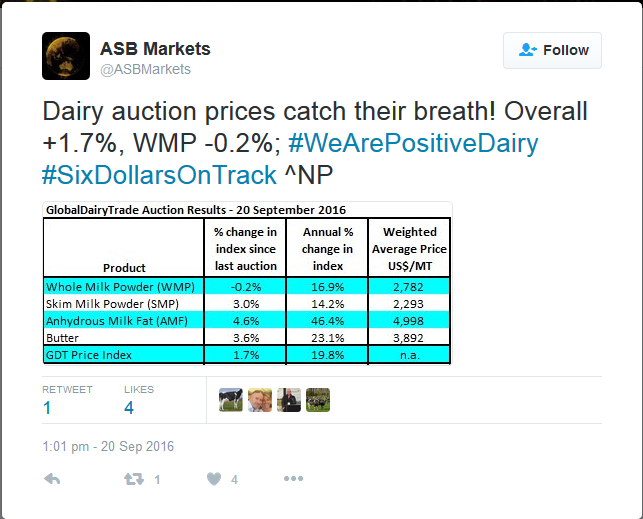 ASB Markets
@ASBMarkets
Follow
Dairy auction prices catch their breath! Overall
+1.7%, WMP -0.2%; #WeArePositiveDairy
#SixDollarsOnTrack ^NP
GlobalDairyTrade Auction Results - 20 September 2016
Product | % change in index since last auction | Annual % change in index | Weighted Average Price US$/MT
Whole Milk Powder (WMP) | -0.2% | 16.9% | 2,782
Skim Milk Powder (SMP) | 3.0% | 14.2% | 2,293
Anhydrous Milk Fat (AMF) | 4.6% | 46.4% | 4,998
Butter | 3.6% | 23.1% | 3,892
GDT Price Index | 1.7% | 19.8% | n.a.
RETWEET LIKES
1 4
1:01 pm - 20 Sep 2016
1 4